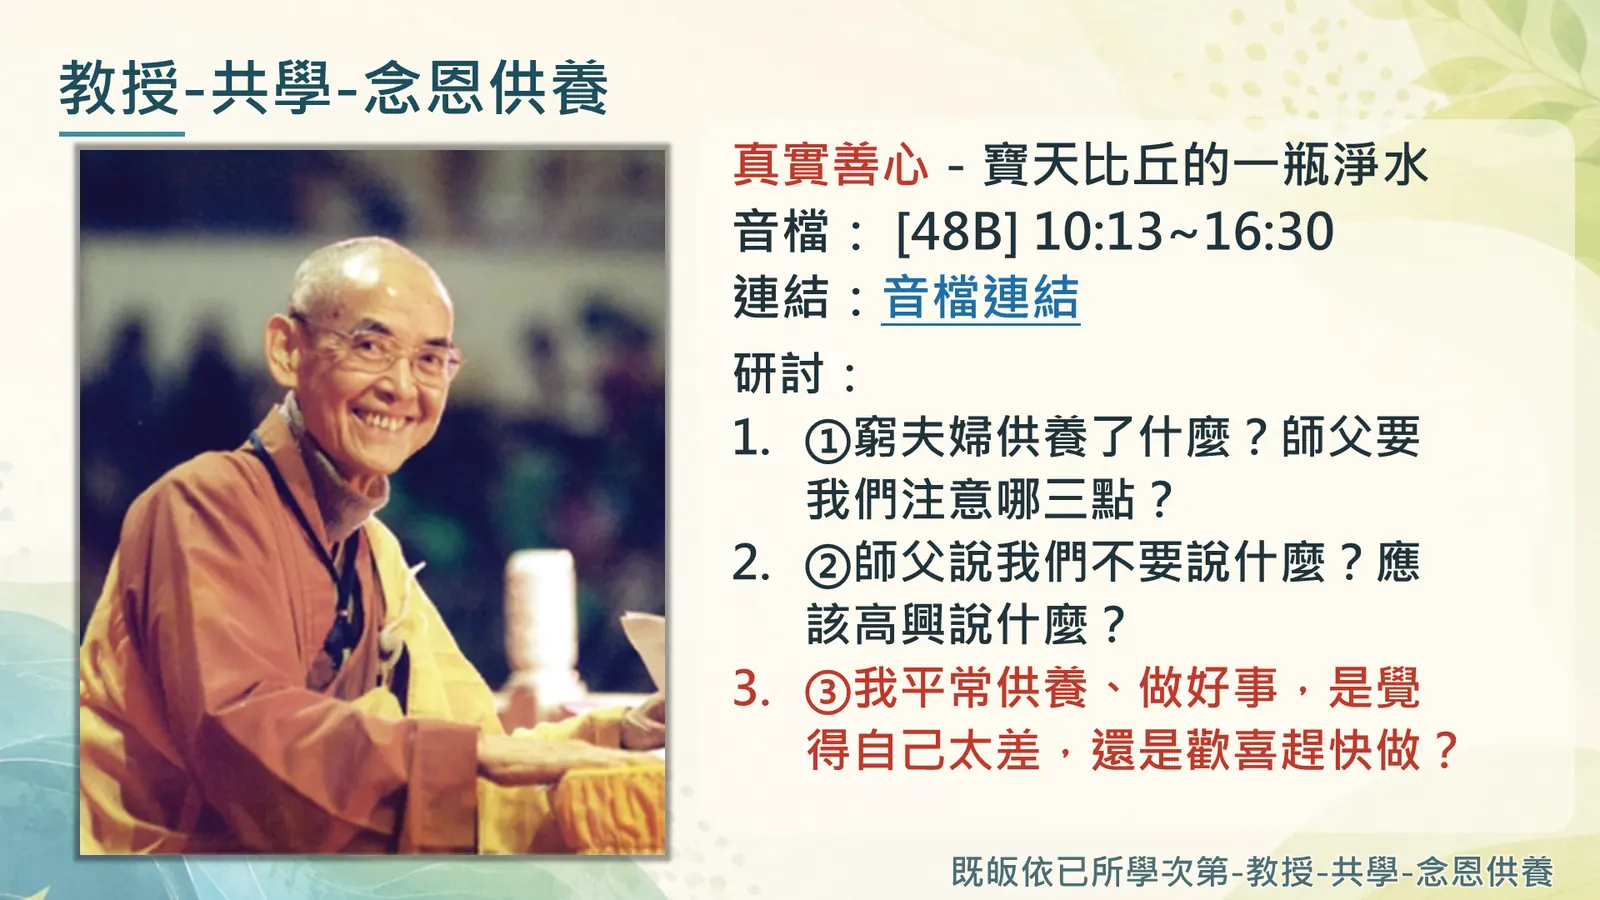 教授-共學-念恩供養
真實善心 - 寶天比丘的一瓶淨水
音檔： [48B] 10:13~16:30
連結：音檔連結
研討：
1. ①窮夫婦供養了什麼？師父要
我們注意哪三點？
2. ②師父說我們不要說什麼？應
該高興說什麼？
3. ③我平常供養、做好事，是覺
得自己太差，還是歡喜趕快做？
既皈依已所學次第-教授-共學-念恩供養